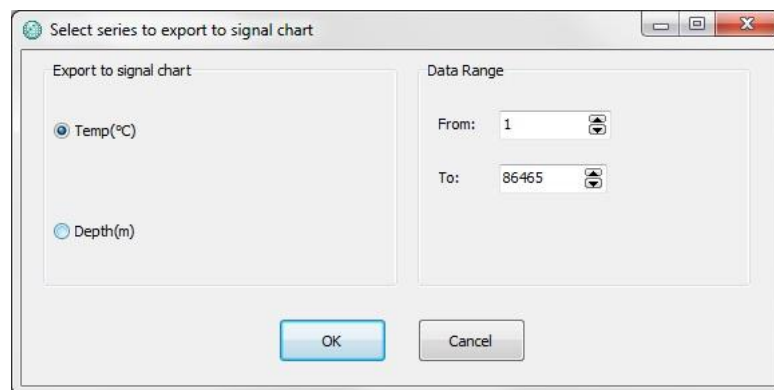 Select series to export to signal chart
Export to signal chart
Temp(°C)
Depth(m)
Data Range
From: 1
To: 86465
OK
Cancel